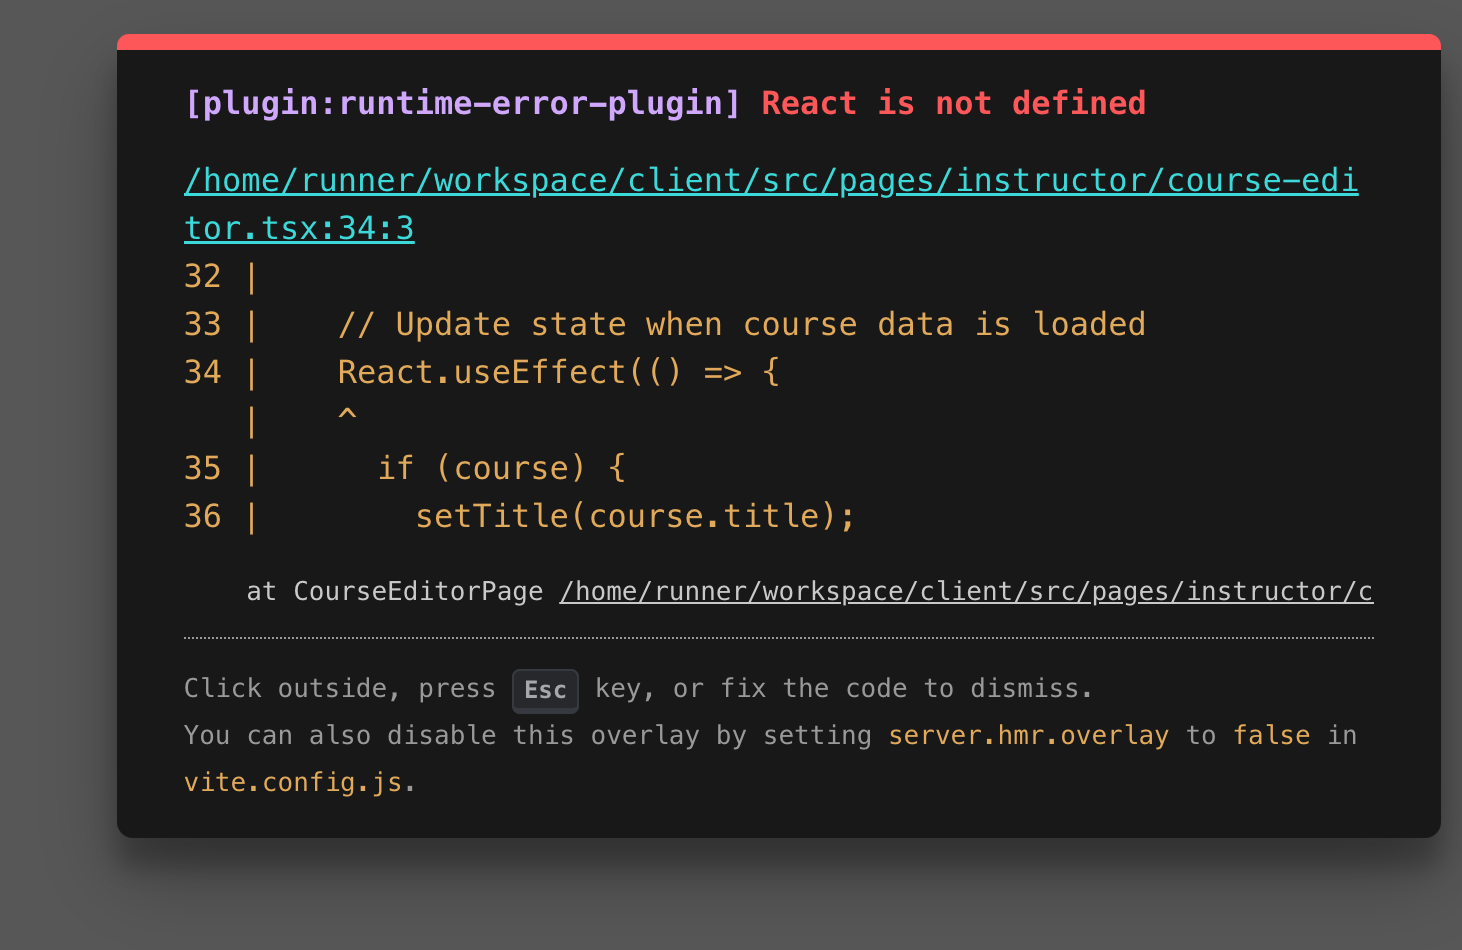 [plugin:runtime-error-plugin] React is not defined
/home/runner/workspace/client/src/pages/instructor/course-edi
tor.tsx:34:3
32 |
33 |    // Update state when course data is loaded
34 |    React.useEffect(() => {
   |    ^
35 |      if (course) {
36 |        setTitle(course.title);
    at CourseEditorPage /home/runner/workspace/client/src/pages/instructor/c
Click outside, press Esc key, or fix the code to dismiss.
You can also disable this overlay by setting server.hmr.overlay to false in
vite.config.js.